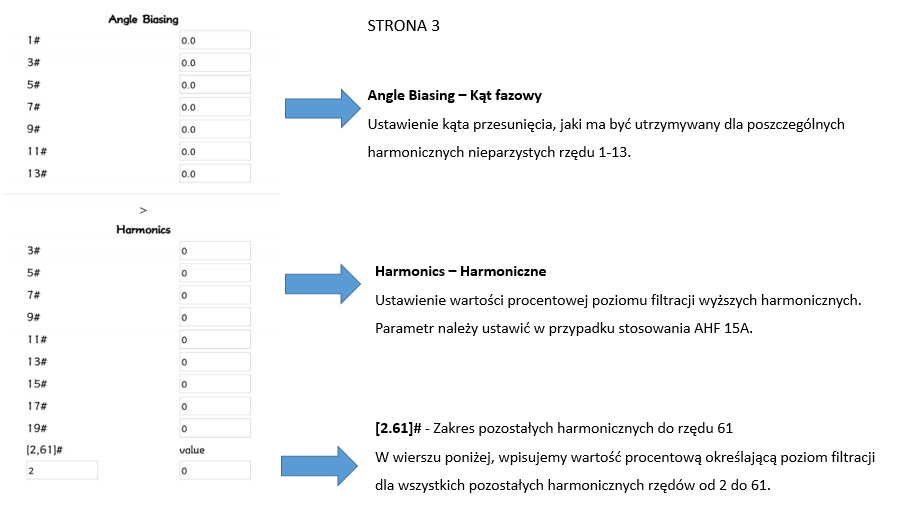 Angle Biasing
1# 0.0
3# 0.0
5# 0.0
7# 0.0
9# 0.0
11# 0.0
13# 0.0
>
Harmonics
3# 0
5# 0
7# 0
9# 0
11# 0
13# 0
15# 0
17# 0
19# 0
[2,61]# value
2 0
STRONA 3
Angle Biasing – Kąt fazowy
Ustawienie kąta przesunięcia, jaki ma być utrzymywany dla poszczególnych
harmonicznych nieparzystych rzędu 1-13.
Harmonics – Harmoniczne
Ustawienie wartości procentowej poziomu filtracji wyższych harmonicznych.
Parametr należy ustawić w przypadku stosowania AHF 15A.
[2.61]# - Zakres pozostałych harmonicznych do rzędu 61
W wierszu poniżej, wpisujemy wartość procentową określającą poziom filtracji
dla wszystkich pozostałych harmonicznych rzędów od 2 do 61.